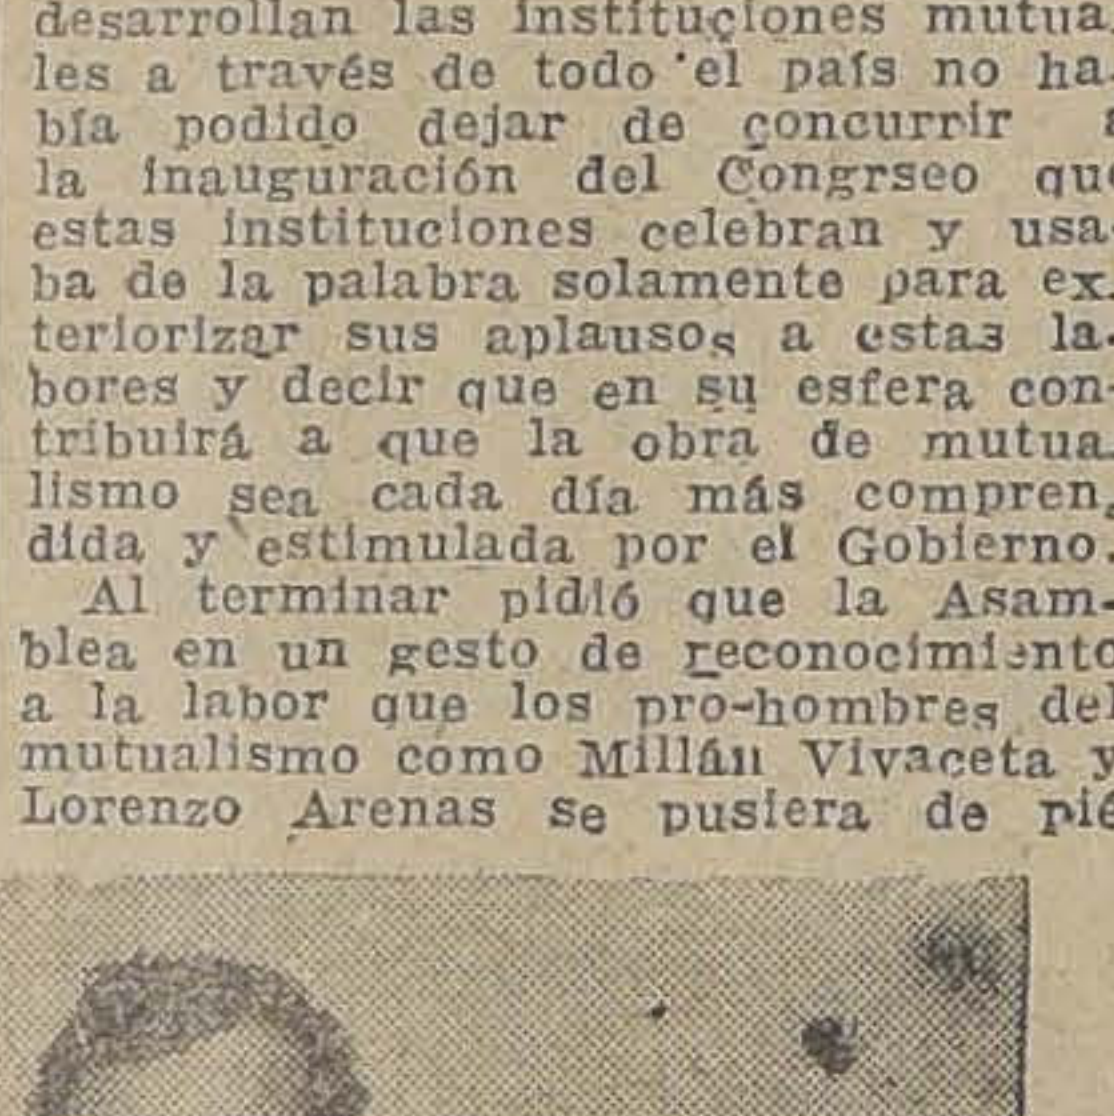 desarrollan las instituciones mutua
les a través de todo el país no ha
bía podido dejar de concurrir a
la inauguración del Congrseo que
estas instituciones celebran y usa-
ba de la palabra solamente para ex
teriorizar sus aplausos a estas la-
bores y decir que en su esfera con-
tribuirá a que la obra de mutua
lismo sea cada día más compren,
dida y estimulada por el Gobierno.
Al terminar pidió que la Asam-
blea en un gesto de reconocimiento
a la labor que los pro-hombres del
mutualismo como Millán Vivaceta y
Lorenzo Arenas se pusiera de pié